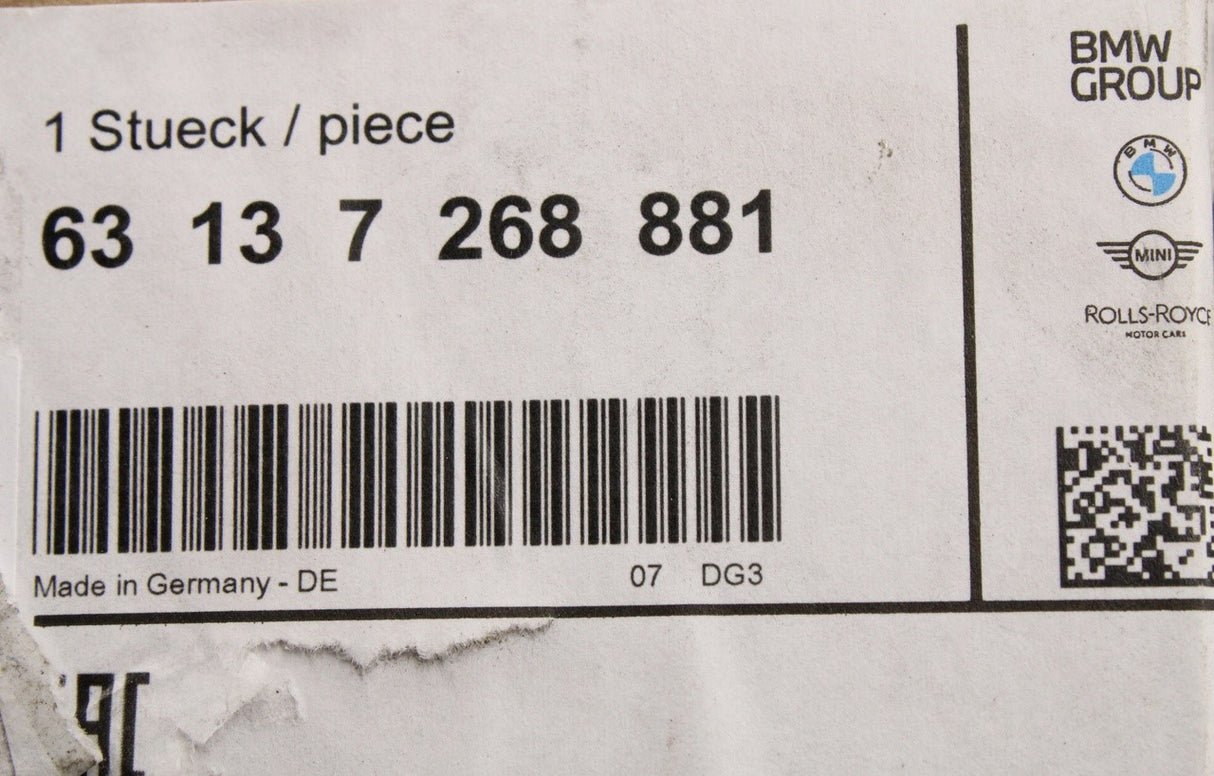 1 Stueck / piece
63 13 7 268 881
Made in Germany - DE
07 DG3
BMW
GROUP
BMW
MINI
ROLLS-ROYCE
MOTOR CARS
EAC